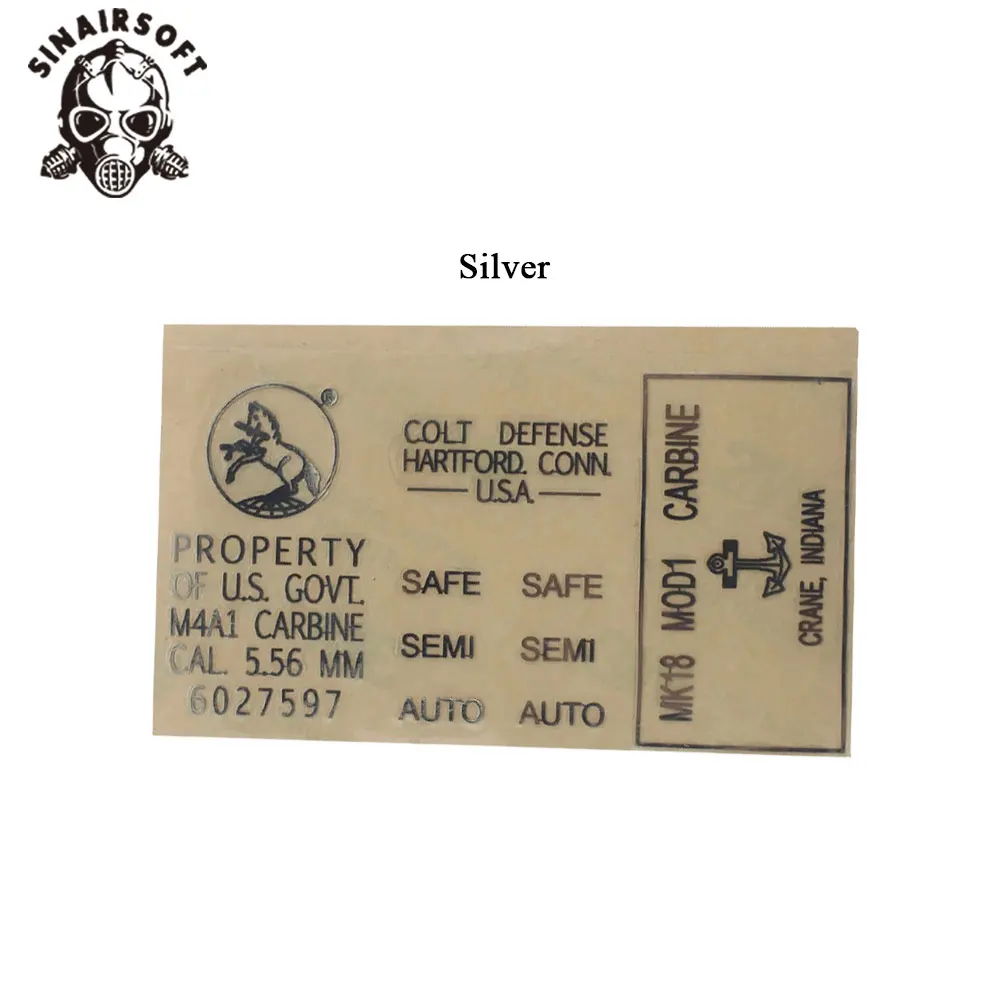 SINAIRSOFT
Silver
®
PROPERTY
OF U.S. GOVT.
M4A1 CARBINE
CAL. 5.56 MM
6027597
COLT DEFENSE
HARTFORD. CONN.
U.S.A.
SAFE SAFE
SEMI SEMI
AUTO AUTO
MK18 MOD1 CARBINE
CRANE, INDIANA